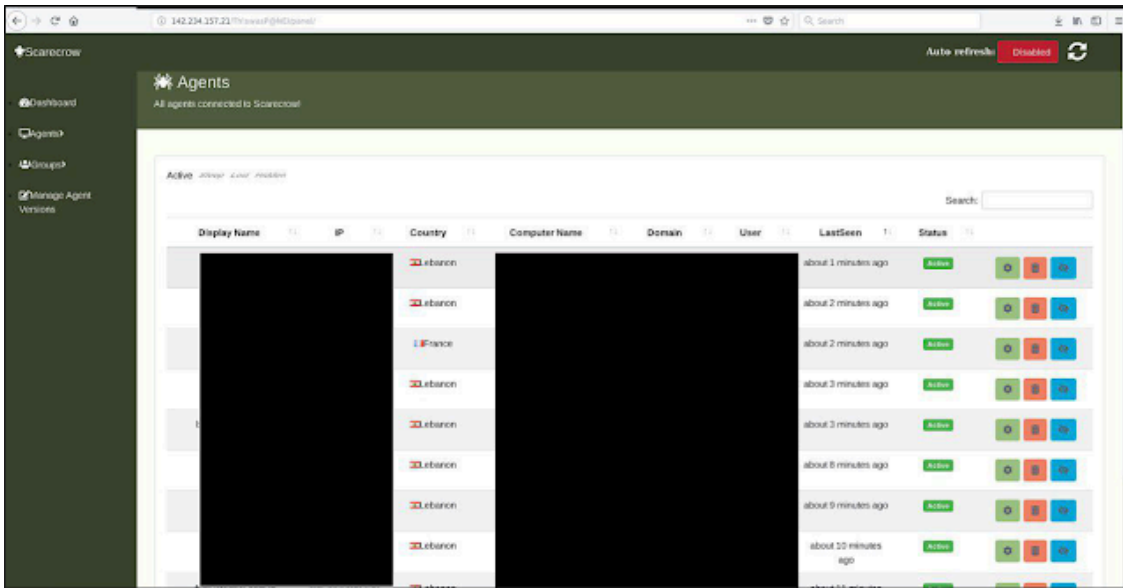 142.234.157.21
Search
Scarecrow
Auto refresh: Disabled
Agents
All agents connected to Scarecrow!
Dashboard
Agents
Groups
Manage Agent
Versions
Active
Search:
Display Name IP Country Computer Name Domain User LastSeen Status
Lebanon about 1 minutes ago Active
Lebanon about 2 minutes ago Active
France about 2 minutes ago Active
Lebanon about 3 minutes ago Active
Lebanon about 3 minutes ago Active
Lebanon about 8 minutes ago Active
Lebanon about 9 minutes ago Active
Lebanon about 10 minutes
ago Active